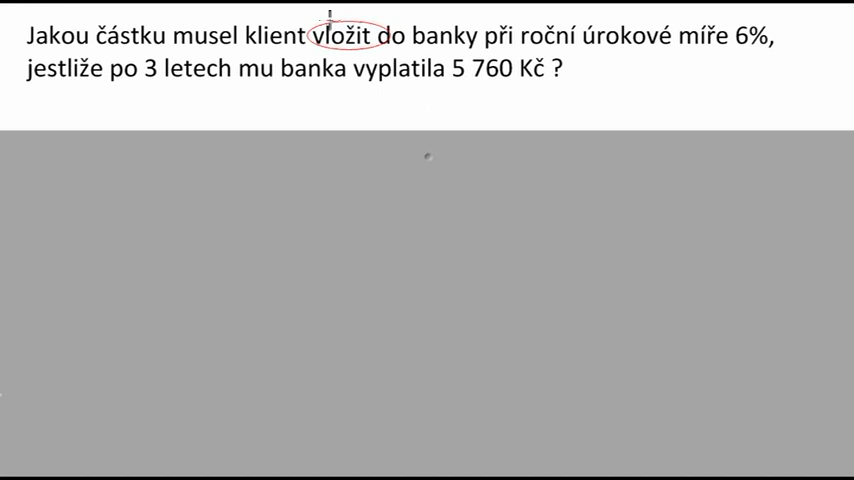 Jakou částku musel klient vložit do banky při roční úrokové míře 6%,
jestliže po 3 letech mu banka vyplatila 5 760 Kč ?